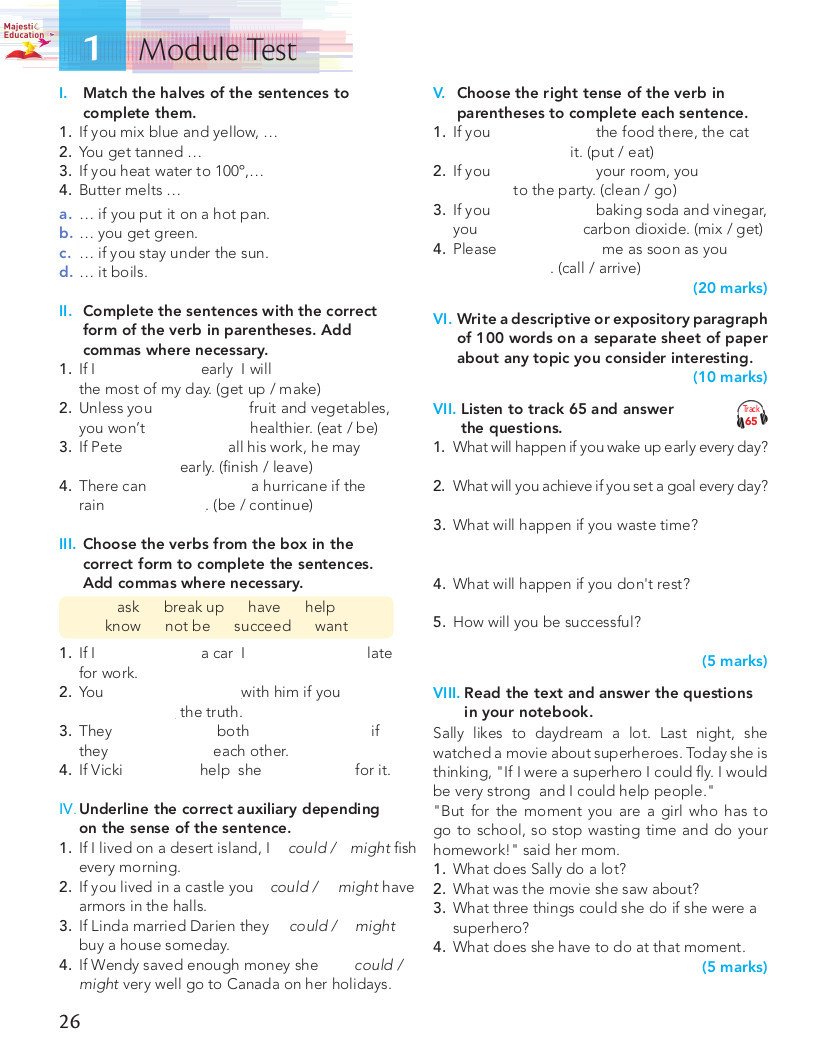 Majestic
Education
1 Module Test
I. Match the halves of the sentences to
complete them.
1. If you mix blue and yellow, …
2. You get tanned …
3. If you heat water to 100º,…
4. Butter melts …
a. … if you put it on a hot pan.
b. … you get green.
c. … if you stay under the sun.
d. … it boils.
II. Complete the sentences with the correct
form of the verb in parentheses. Add
commas where necessary.
1. If I early I will
the most of my day. (get up / make)
2. Unless you fruit and vegetables,
you won’t healthier. (eat / be)
3. If Pete all his work, he may
early. (finish / leave)
4. There can a hurricane if the
rain . (be / continue)
III. Choose the verbs from the box in the
correct form to complete the sentences.
Add commas where necessary.
ask break up have help
know not be succeed want
1. If I a car I late
for work.
2. You with him if you
the truth.
3. They both if
they each other.
4. If Vicki help she for it.
IV. Underline the correct auxiliary depending
on the sense of the sentence.
1. If I lived on a desert island, I could / might fish
every morning.
2. If you lived in a castle you could / might have
armors in the halls.
3. If Linda married Darien they could / might
buy a house someday.
4. If Wendy saved enough money she could /
might very well go to Canada on her holidays.
26
V. Choose the right tense of the verb in
parentheses to complete each sentence.
1. If you the food there, the cat
it. (put / eat)
2. If you your room, you
to the party. (clean / go)
3. If you baking soda and vinegar,
you carbon dioxide. (mix / get)
4. Please me as soon as you
. (call / arrive)
(20 marks)
VI. Write a descriptive or expository paragraph
of 100 words on a separate sheet of paper
about any topic you consider interesting.
(10 marks)
VII. Listen to track 65 and answer
the questions.
Track
65
1. What will happen if you wake up early every day?
2. What will you achieve if you set a goal every day?
3. What will happen if you waste time?
4. What will happen if you don't rest?
5. How will you be successful?
(5 marks)
VIII. Read the text and answer the questions
in your notebook.
Sally likes to daydream a lot. Last night, she
watched a movie about superheroes. Today she is
thinking, "If I were a superhero I could fly. I would
be very strong and I could help people."
"But for the moment you are a girl who has to
go to school, so stop wasting time and do your
homework!" said her mom.
1. What does Sally do a lot?
2. What was the movie she saw about?
3. What three things could she do if she were a
superhero?
4. What does she have to do at that moment.
(5 marks)